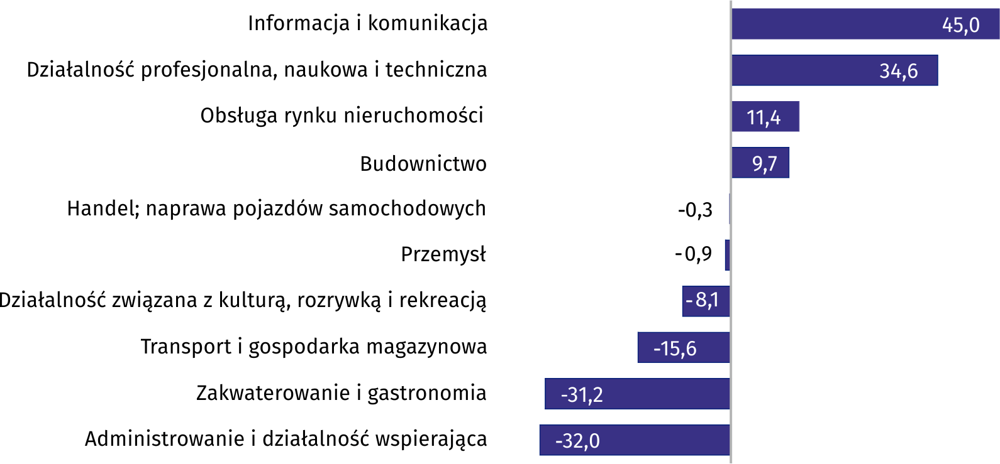 Informacja i komunikacja 45,0
Działalność profesjonalna, naukowa i techniczna 34,6
Obsługa rynku nieruchomości 11,4
Budownictwo 9,7
Handel; naprawa pojazdów samochodowych -0,3
Przemysł -0,9
Działalność związana z kulturą, rozrywką i rekreacją -8,1
Transport i gospodarka magazynowa -15,6
Zakwaterowanie i gastronomia -31,2
Administrowanie i działalność wspierająca -32,0